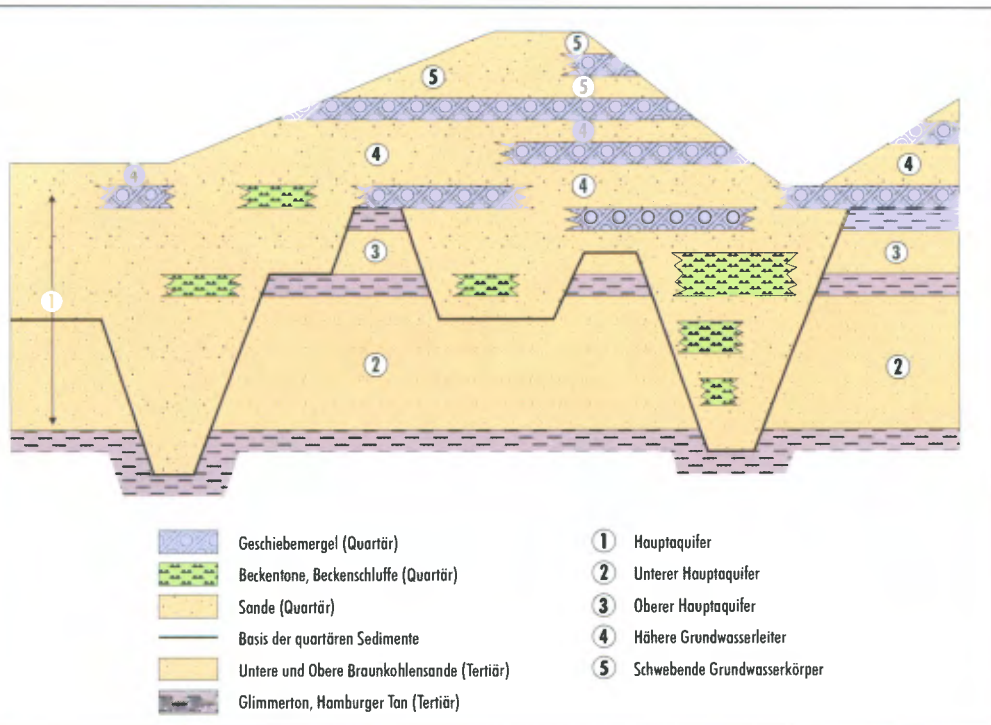 5
5
5
4
4
4
4
4
3
3
1
2
2
Geschiebemergel (Quartär)
Beckentone, Beckenschluffe (Quartär)
Sande (Quartär)
Basis der quartären Sedimente
Untere und Obere Braunkohlensande (Tertiär)
Glimmerton, Hamburger Tan (Tertiär)
1 Hauptaquifer
2 Unterer Hauptaquifer
3 Oberer Hauptaquifer
4 Höhere Grundwasserleiter
5 Schwebende Grundwasserkörper